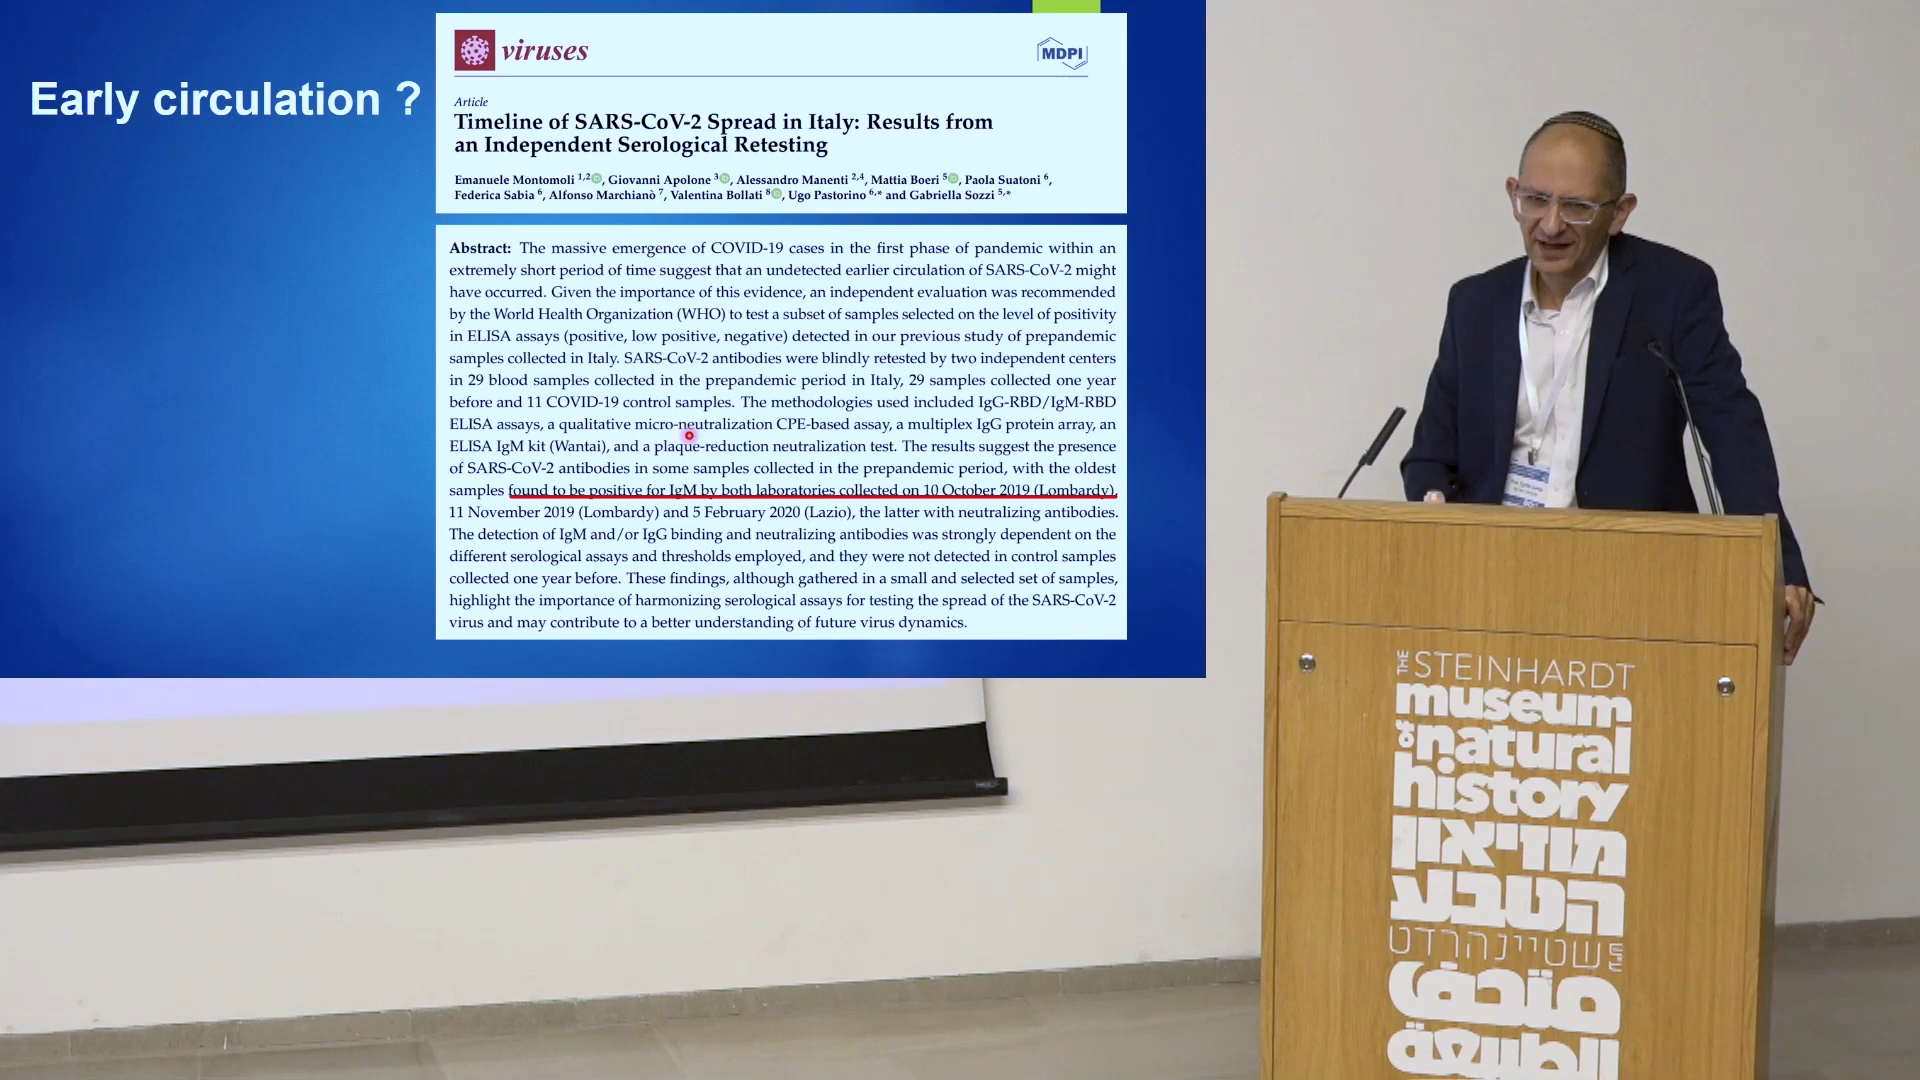 Early circulation ?
viruses
MDPI
Article
Timeline of SARS-CoV-2 Spread in Italy: Results from
an Independent Serological Retesting
Emanuele Montomoli 1,2, Giovanni Apolone 3, Alessandro Manenti 2,4, Mattia Boeri 5, Paola Suatoni 6,
Federica Sabia 6, Alfonso Marchianò 7, Valentina Bollati 8, Ugo Pastorino 6,* and Gabriella Sozzi 5,*
Abstract: The massive emergence of COVID-19 cases in the first phase of pandemic within an
extremely short period of time suggest that an undetected earlier circulation of SARS-CoV-2 might
have occurred. Given the importance of this evidence, an independent evaluation was recommended
by the World Health Organization (WHO) to test a subset of samples selected on the level of positivity
in ELISA assays (positive, low positive, negative) detected in our previous study of prepandemic
samples collected in Italy. SARS-CoV-2 antibodies were blindly retested by two independent centers
in 29 blood samples collected in the prepandemic period in Italy, 29 samples collected one year
before and 11 COVID-19 control samples. The methodologies used included IgG-RBD/IgM-RBD
ELISA assays, a qualitative micro-neutralization CPE-based assay, a multiplex IgG protein array, an
ELISA IgM kit (Wantai), and a plaque-reduction neutralization test. The results suggest the presence
of SARS-CoV-2 antibodies in some samples collected in the prepandemic period, with the oldest
samples found to be positive for IgM by both laboratories collected on 10 October 2019 (Lombardy),
11 November 2019 (Lombardy) and 5 February 2020 (Lazio), the latter with neutralizing antibodies.
The detection of IgM and/or IgG binding and neutralizing antibodies was strongly dependent on the
different serological assays and thresholds employed, and they were not detected in control samples
collected one year before. These findings, although gathered in a small and selected set of samples,
highlight the importance of harmonizing serological assays for testing the spread of the SARS-CoV-2
virus and may contribute to a better understanding of future virus dynamics.
THE STEINHARDT
museum
of natural
history
מוזיאון
הטבע
ע״ש שטיינהרדט
متحف
الطبيعة